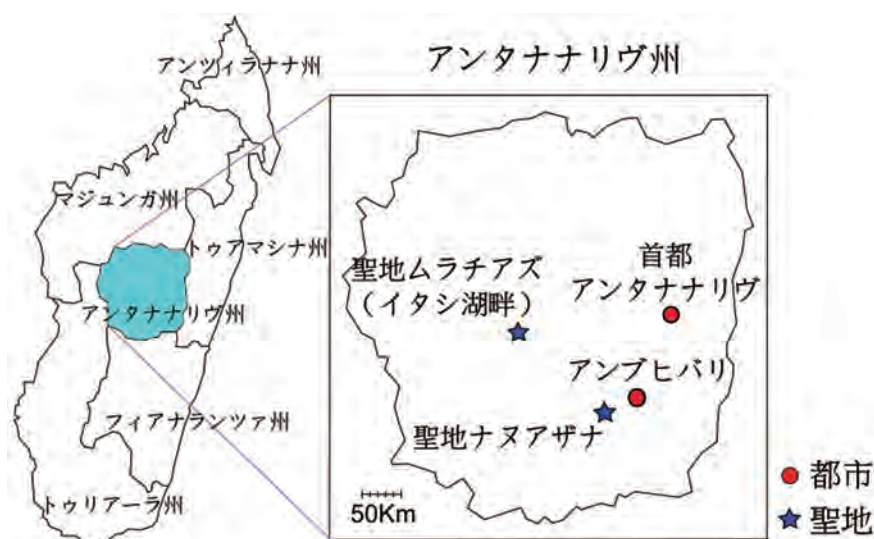 アンツィラナナ州
マジュンガ州
トゥアマシナ州
アンタナナリヴ州
フィアナランツァ州
トゥリアーラ州
アンタナナリヴ州
聖地ムラチアズ
（イタシ湖畔）
首都
アンタナナリヴ
アンブヒバリ
聖地ナヌアザナ
50Km
都市
聖地